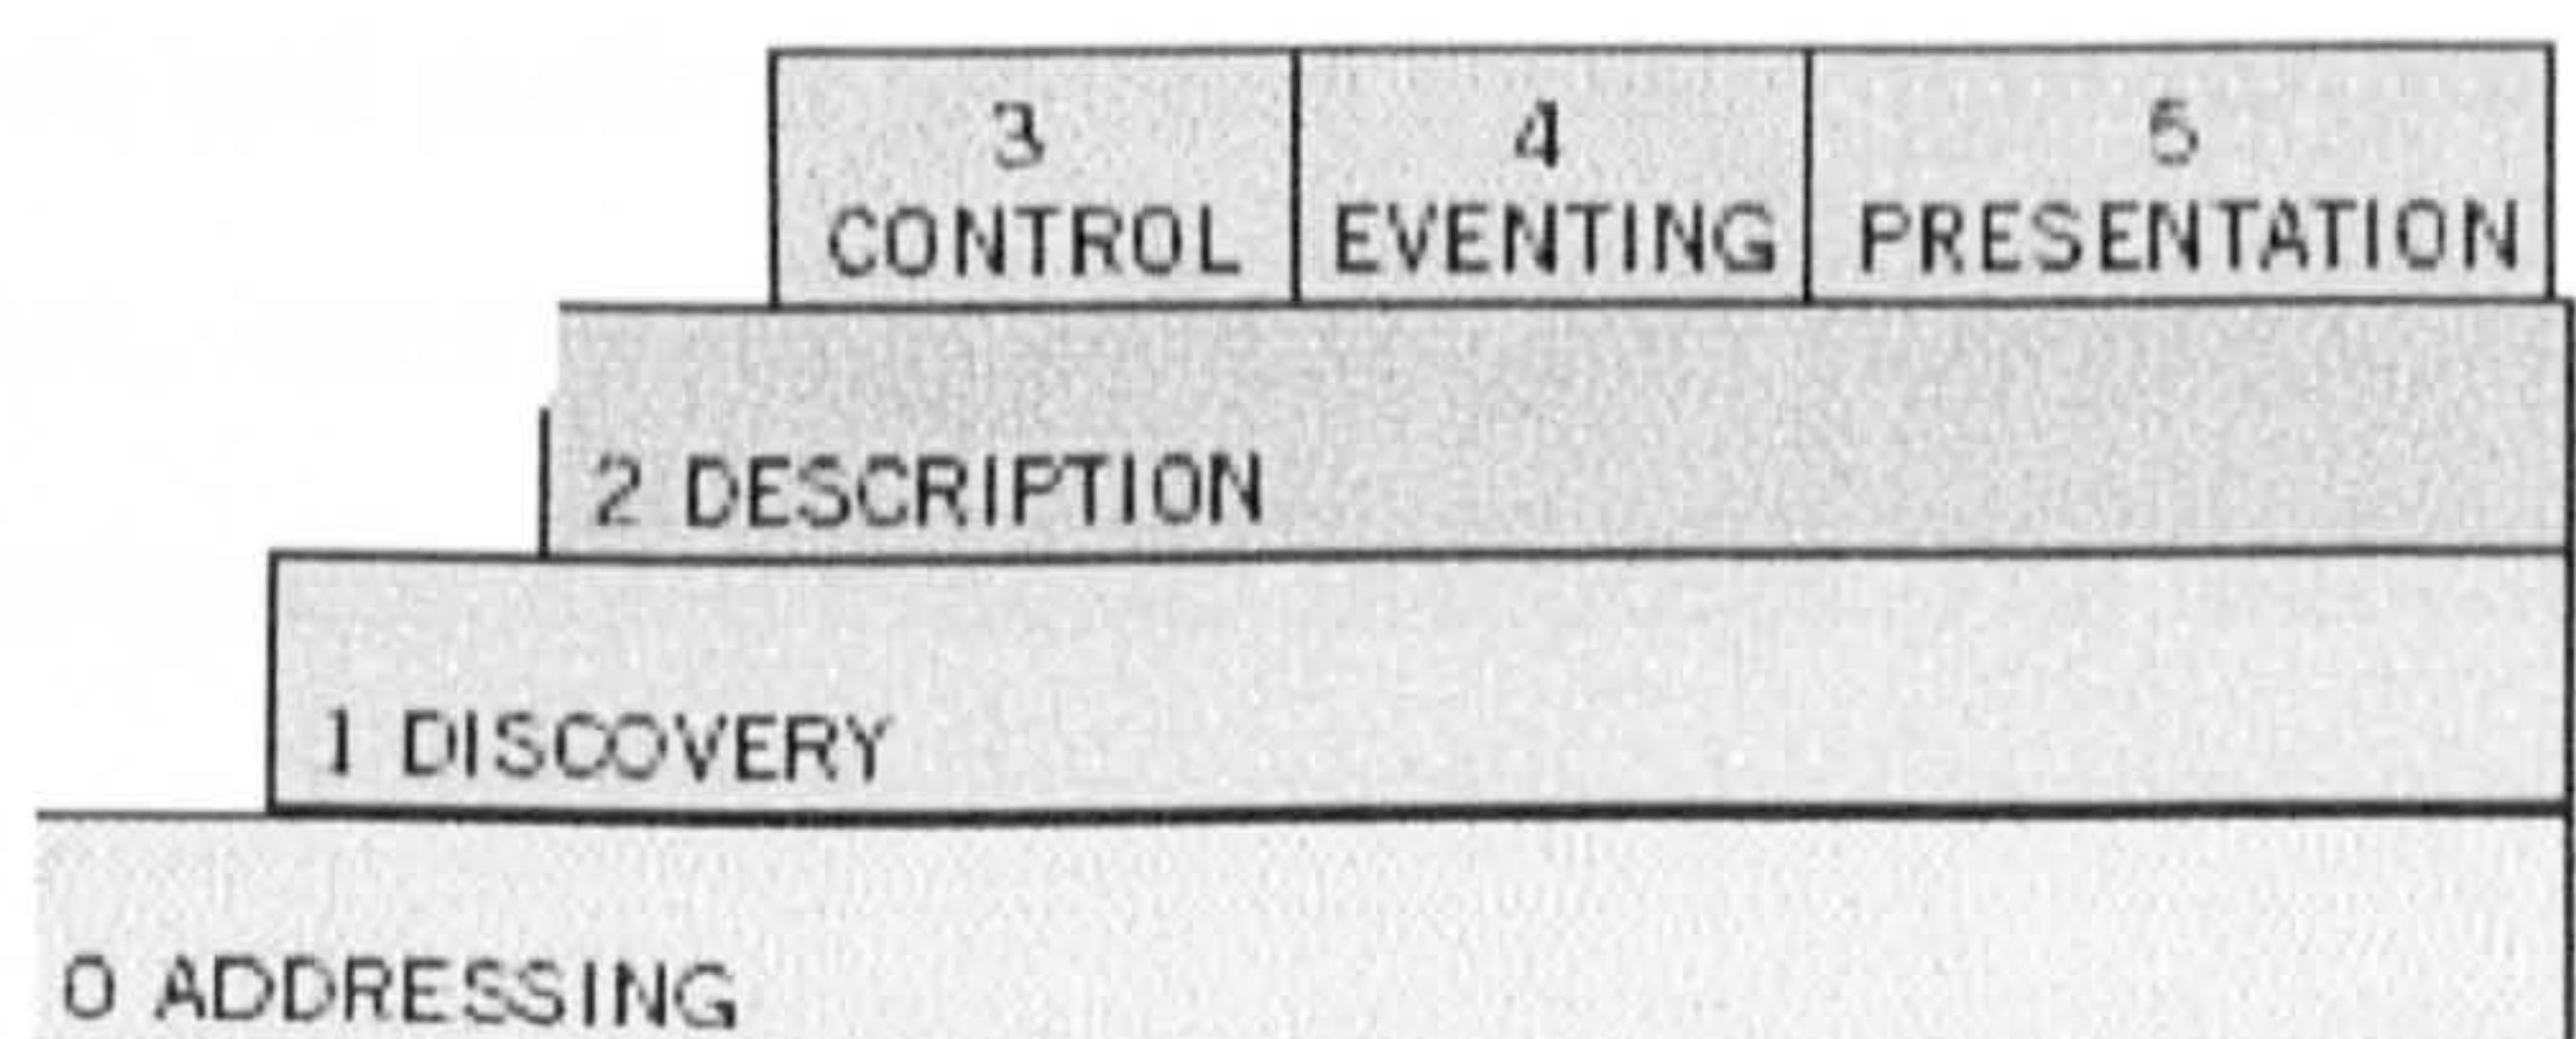 3
CONTROL
4
EVENTING
5
PRESENTATION
2 DESCRIPTION
1 DISCOVERY
0 ADDRESSING